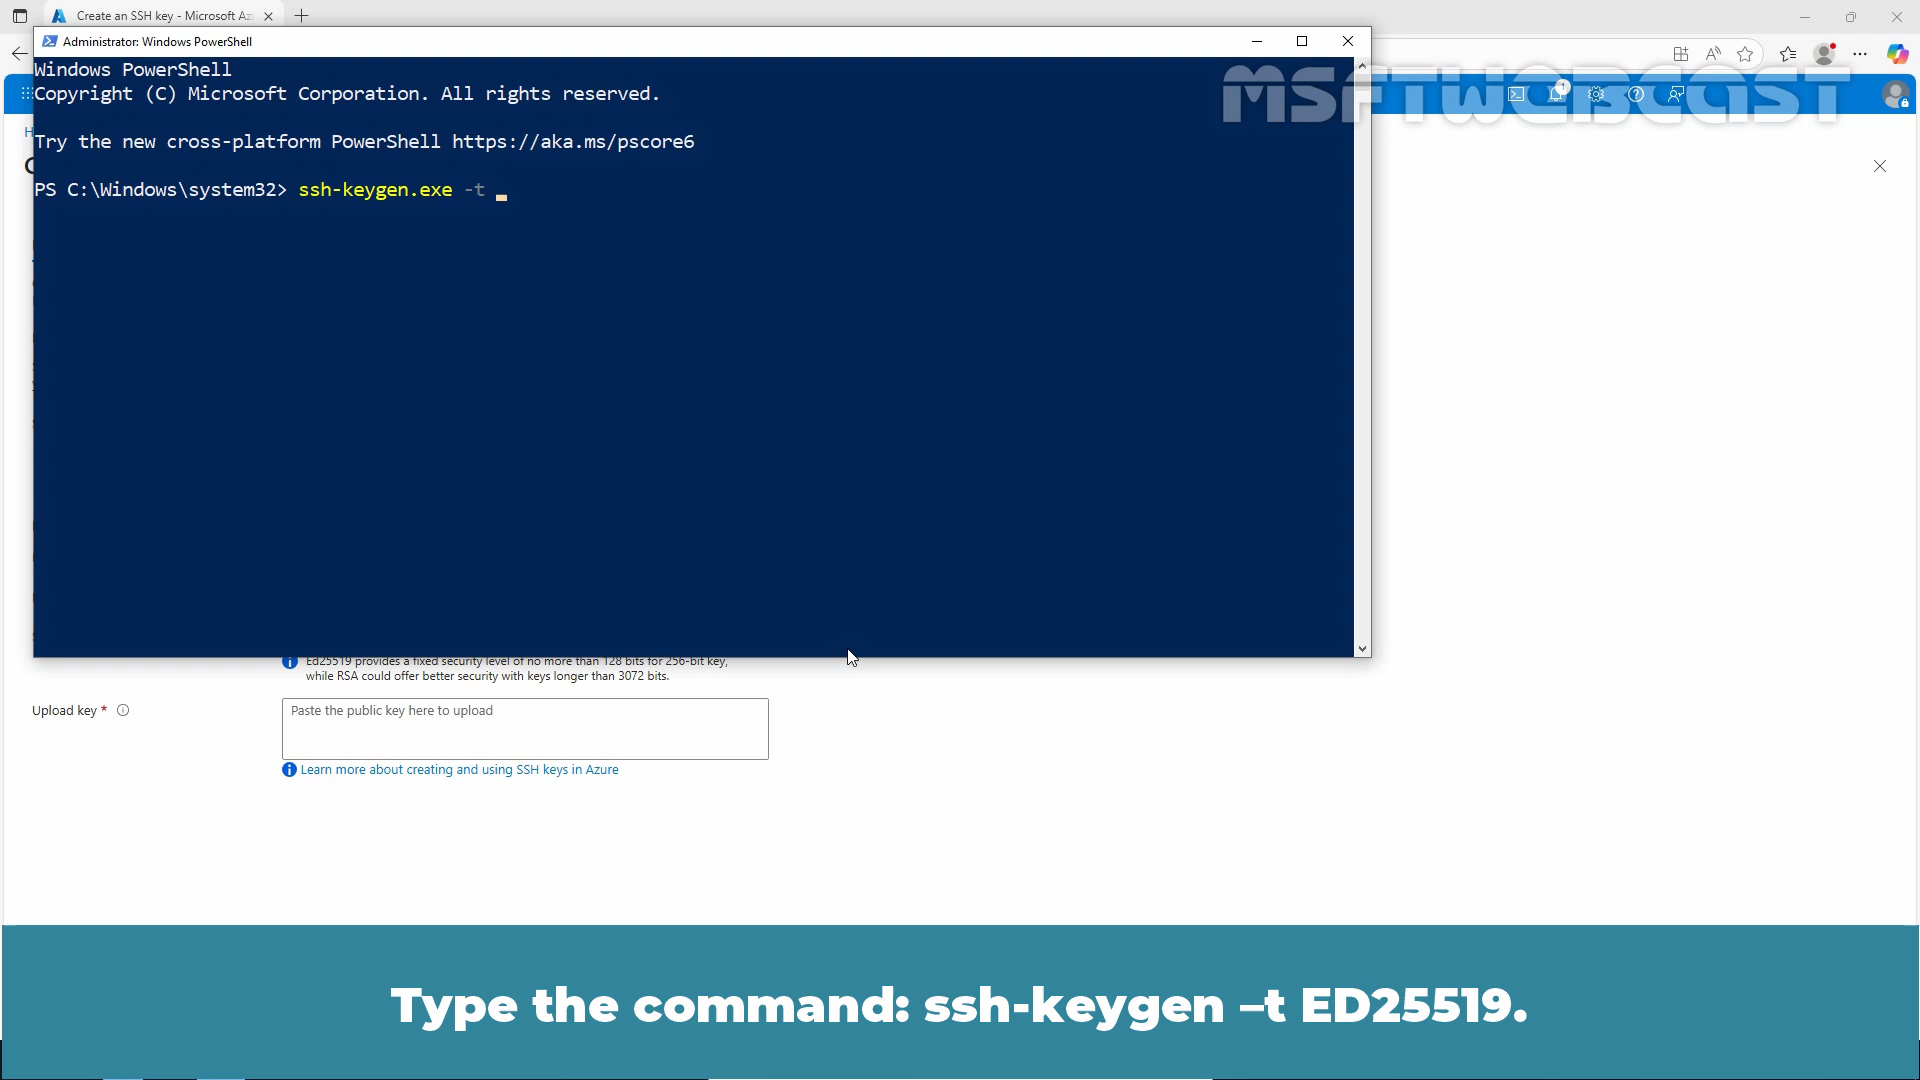 Create an SSH key - Microsoft Az
Administrator: Windows PowerShell
Windows PowerShell
Copyright (C) Microsoft Corporation. All rights reserved.
MSFTWEBCAST
1
Try the new cross-platform PowerShell https://aka.ms/pscore6
PS C:\Windows\system32> ssh-keygen.exe -t _
Ed25519 provides a fixed security level of no more than 128 bits for 256-bit key,
while RSA could offer better security with keys longer than 3072 bits.
Upload key *
Paste the public key here to upload
Learn more about creating and using SSH keys in Azure
Type the command: ssh-keygen –t ED25519.